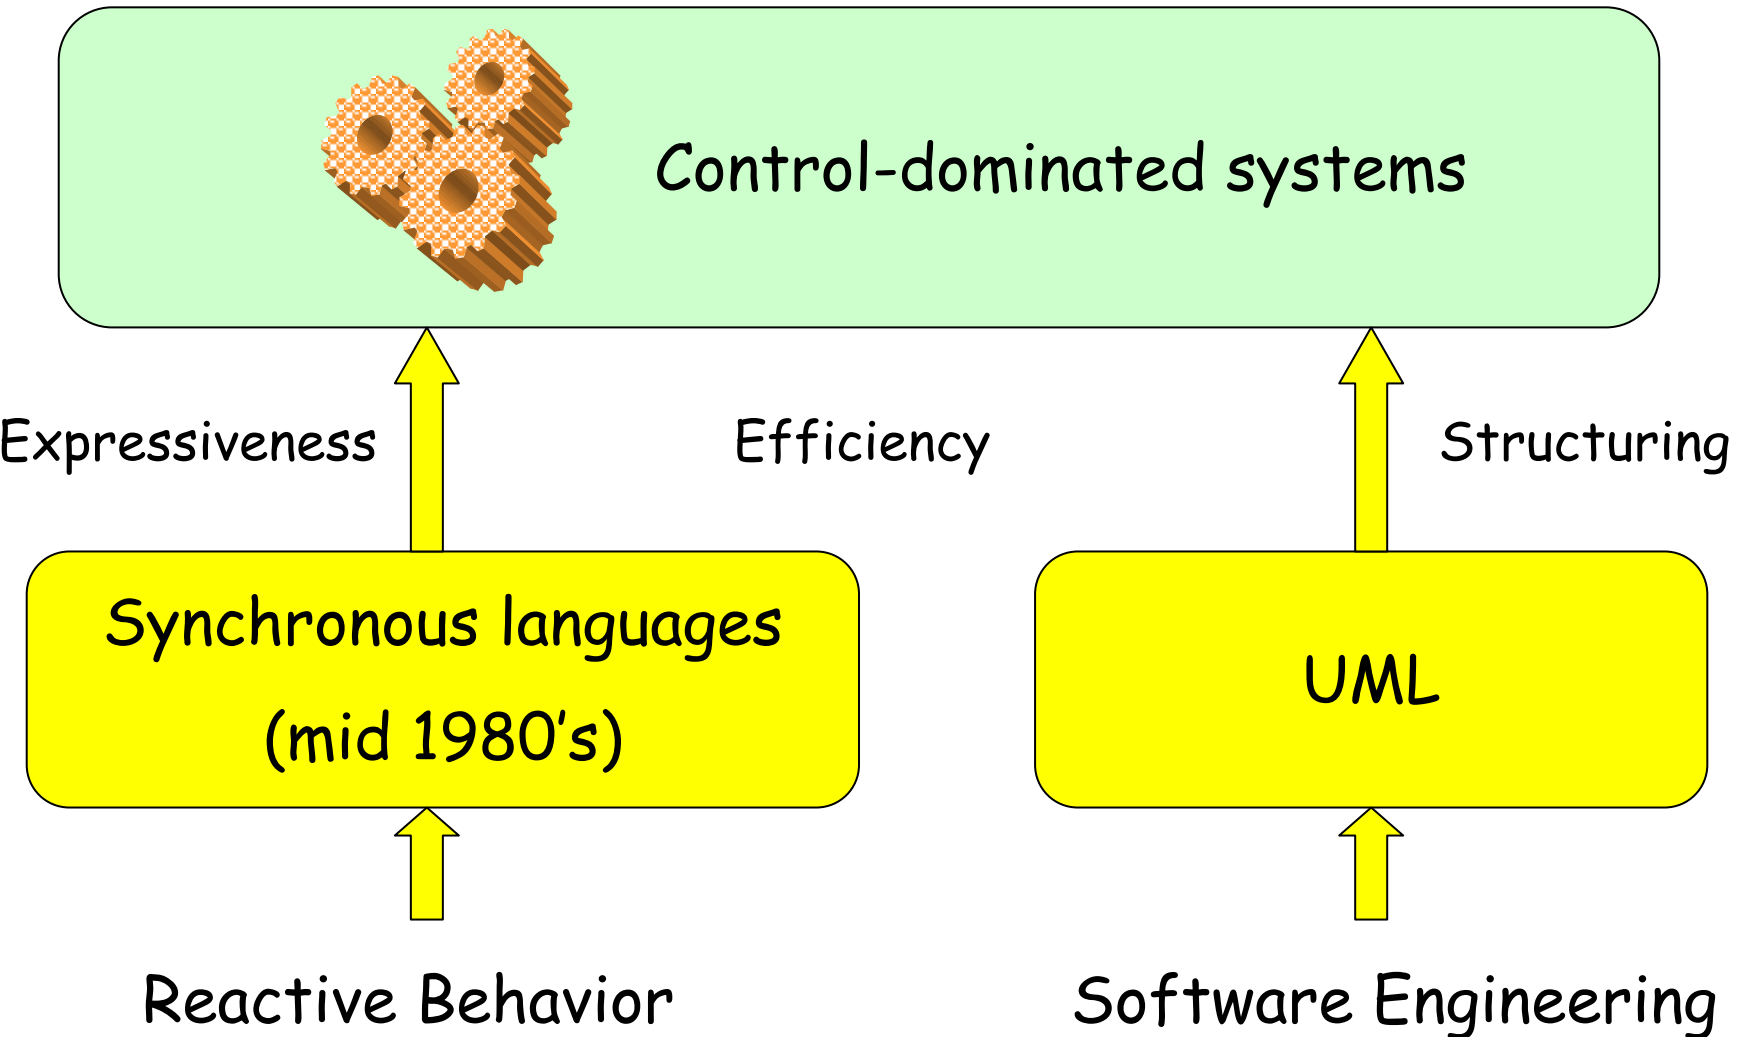 Control-dominated systems
Expressiveness
Efficiency
Structuring
Synchronous languages
(mid 1980's)
UML
Reactive Behavior
Software Engineering